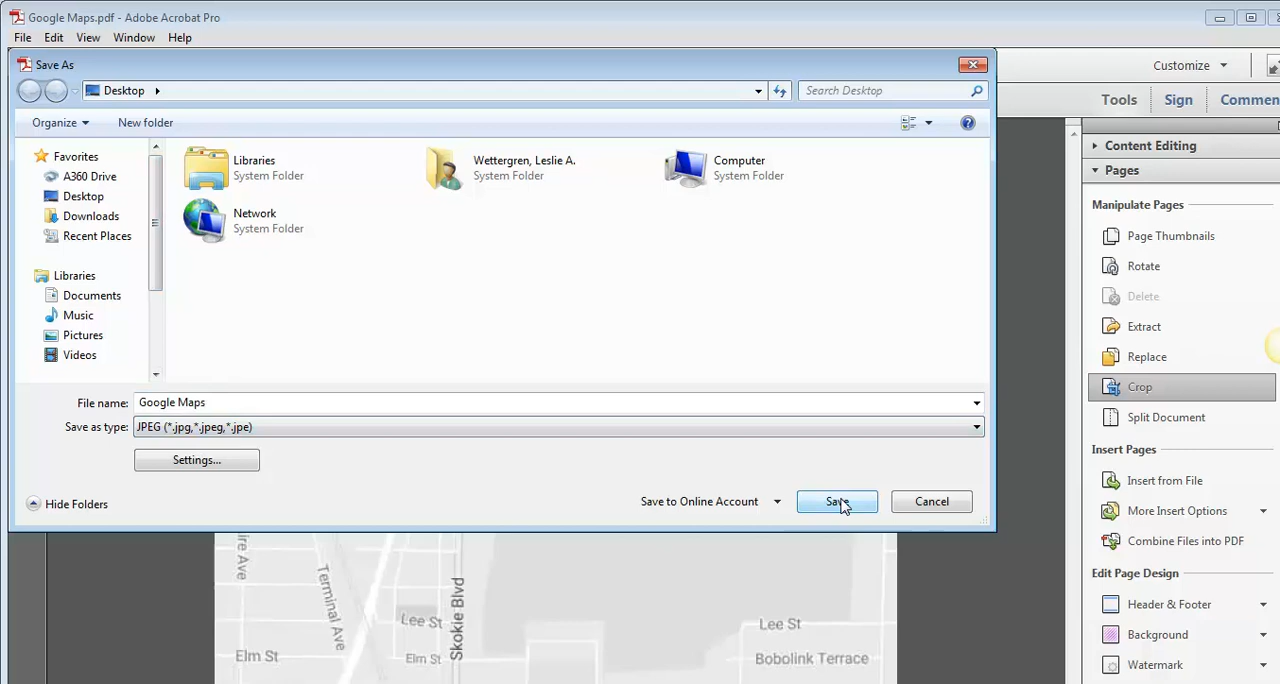 Google Maps.pdf - Adobe Acrobat Pro
File Edit View Window Help
Save As
Customize
Desktop
Search Desktop
Tools Sign Commen
Organize New folder
Content Editing
Pages
Favorites
A360 Drive
Desktop
Downloads
Recent Places
Libraries
Documents
Music
Pictures
Videos
Libraries
System Folder
Wettergren, Leslie A.
System Folder
Computer
System Folder
Network
System Folder
Manipulate Pages
Page Thumbnails
Rotate
Delete
Extract
Replace
Crop
Split Document
Insert Pages
Insert from File
More Insert Options
Combine Files into PDF
Edit Page Design
Header & Footer
Background
Watermark
File name: Google Maps
Save as type: JPEG (*.jpg,*.jpeg,*.jpe)
Settings...
Hide Folders
Save to Online Account Save Cancel
ire Ave
Terminal Ave
Lee St
Skokie Blvd
Lee St
Elm St
Elm St
Bobolink Terrace